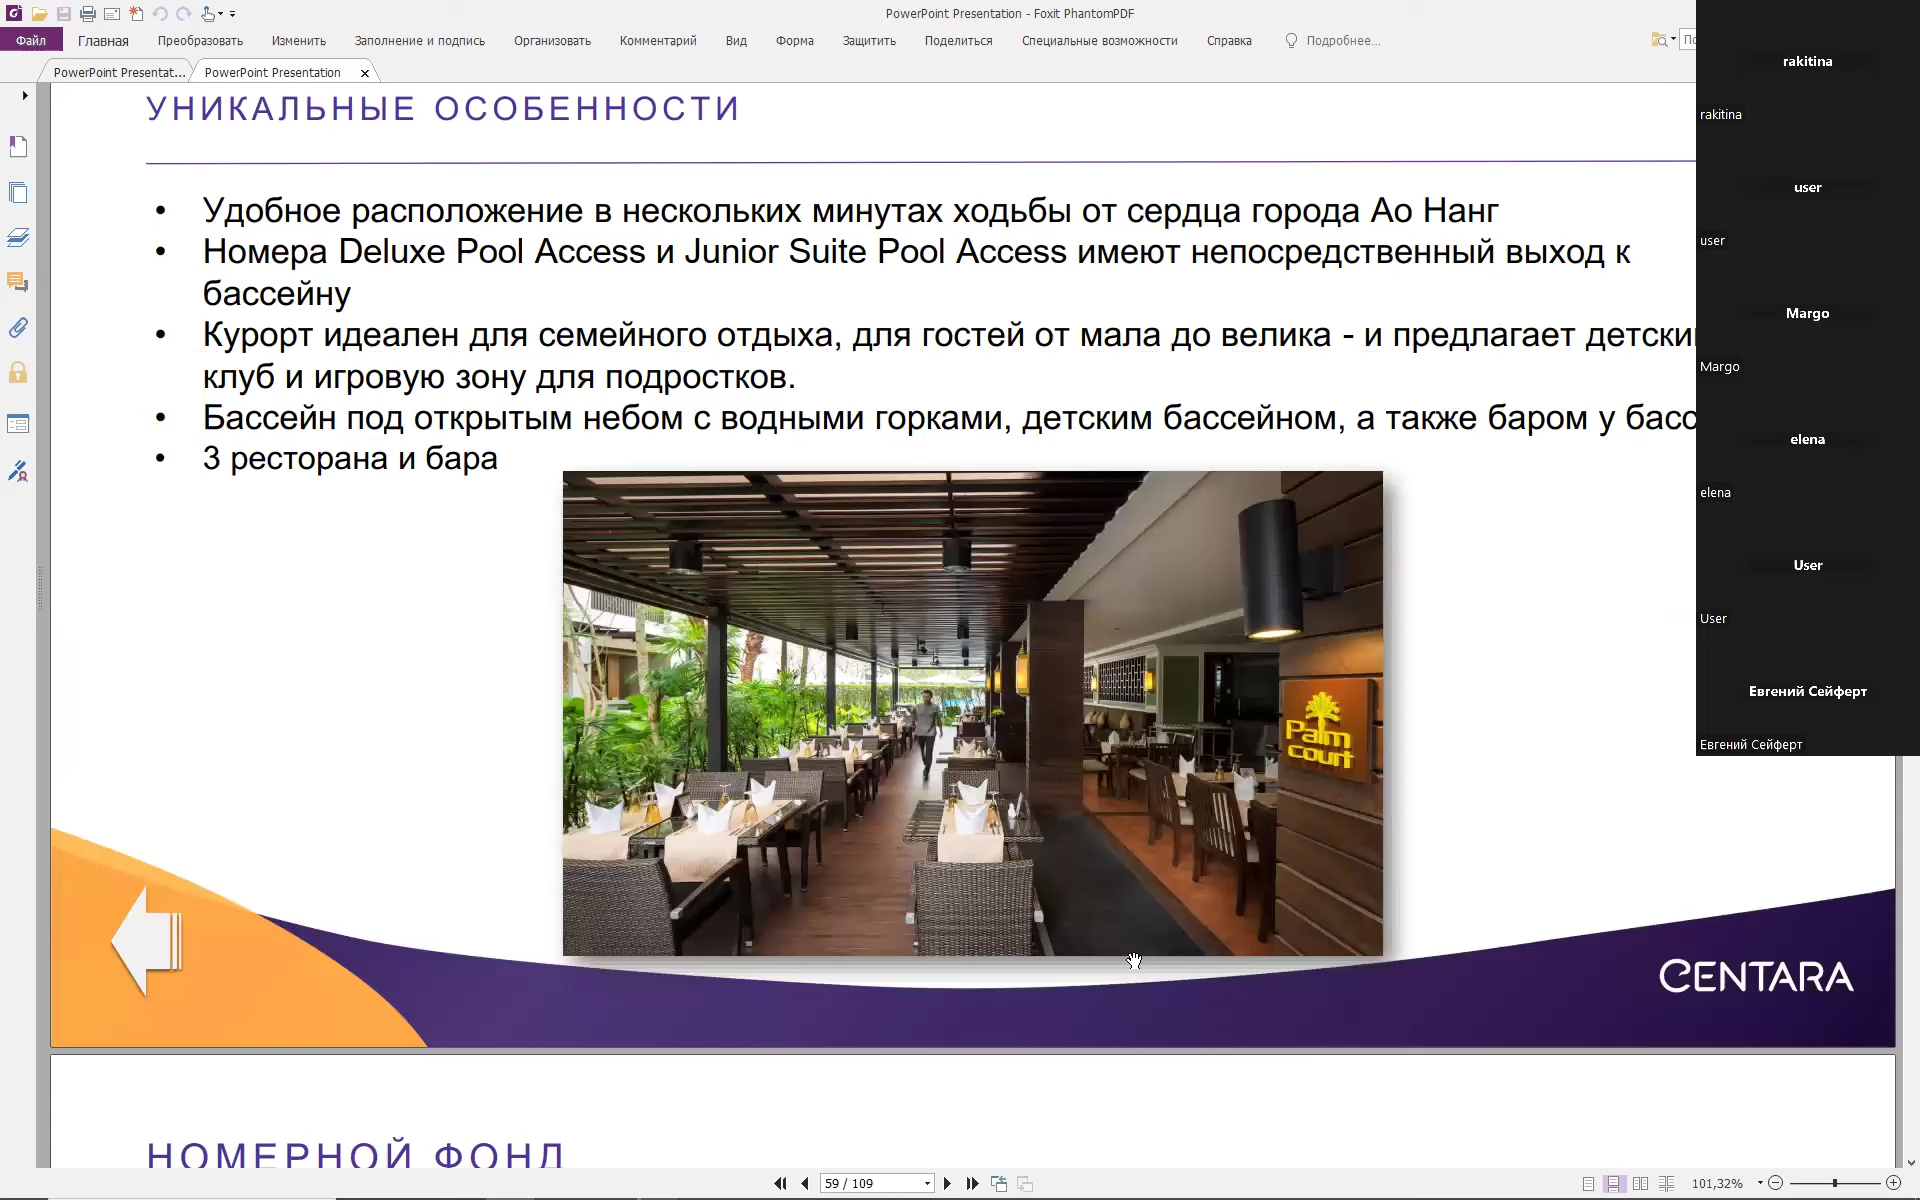 PowerPoint Presentation - Foxit PhantomPDF
Файл
Главная
Преобразовать
Изменить
Заполнение и подпись
Организовать
Комментарий
Вид
Форма
Защитить
Поделиться
Специальные возможности
Справка
Подробнее...
PowerPoint Presentat...
PowerPoint Presentation
УНИКАЛЬНЫЕ ОСОБЕННОСТИ
• Удобное расположение в нескольких минутах ходьбы от сердца города Ао Нанг
• Номера Deluxe Pool Access и Junior Suite Pool Access имеют непосредственный выход к
бассейну
• Курорт идеален для семейного отдыха, для гостей от мала до велика - и предлагает
клуб и игровую зону для подростков.
• Бассейн под открытым небом с водными горками, детским бассейном, а также баром у
• 3 ресторана и бара
Palm
court
CENTARA
НОМЕРНОЙ ФОНД
rakitina
rakitina
user
user
Margo
Margo
elena
elena
User
User
Евгений Сейферт
Евгений Сейферт
59 / 109
101,32%